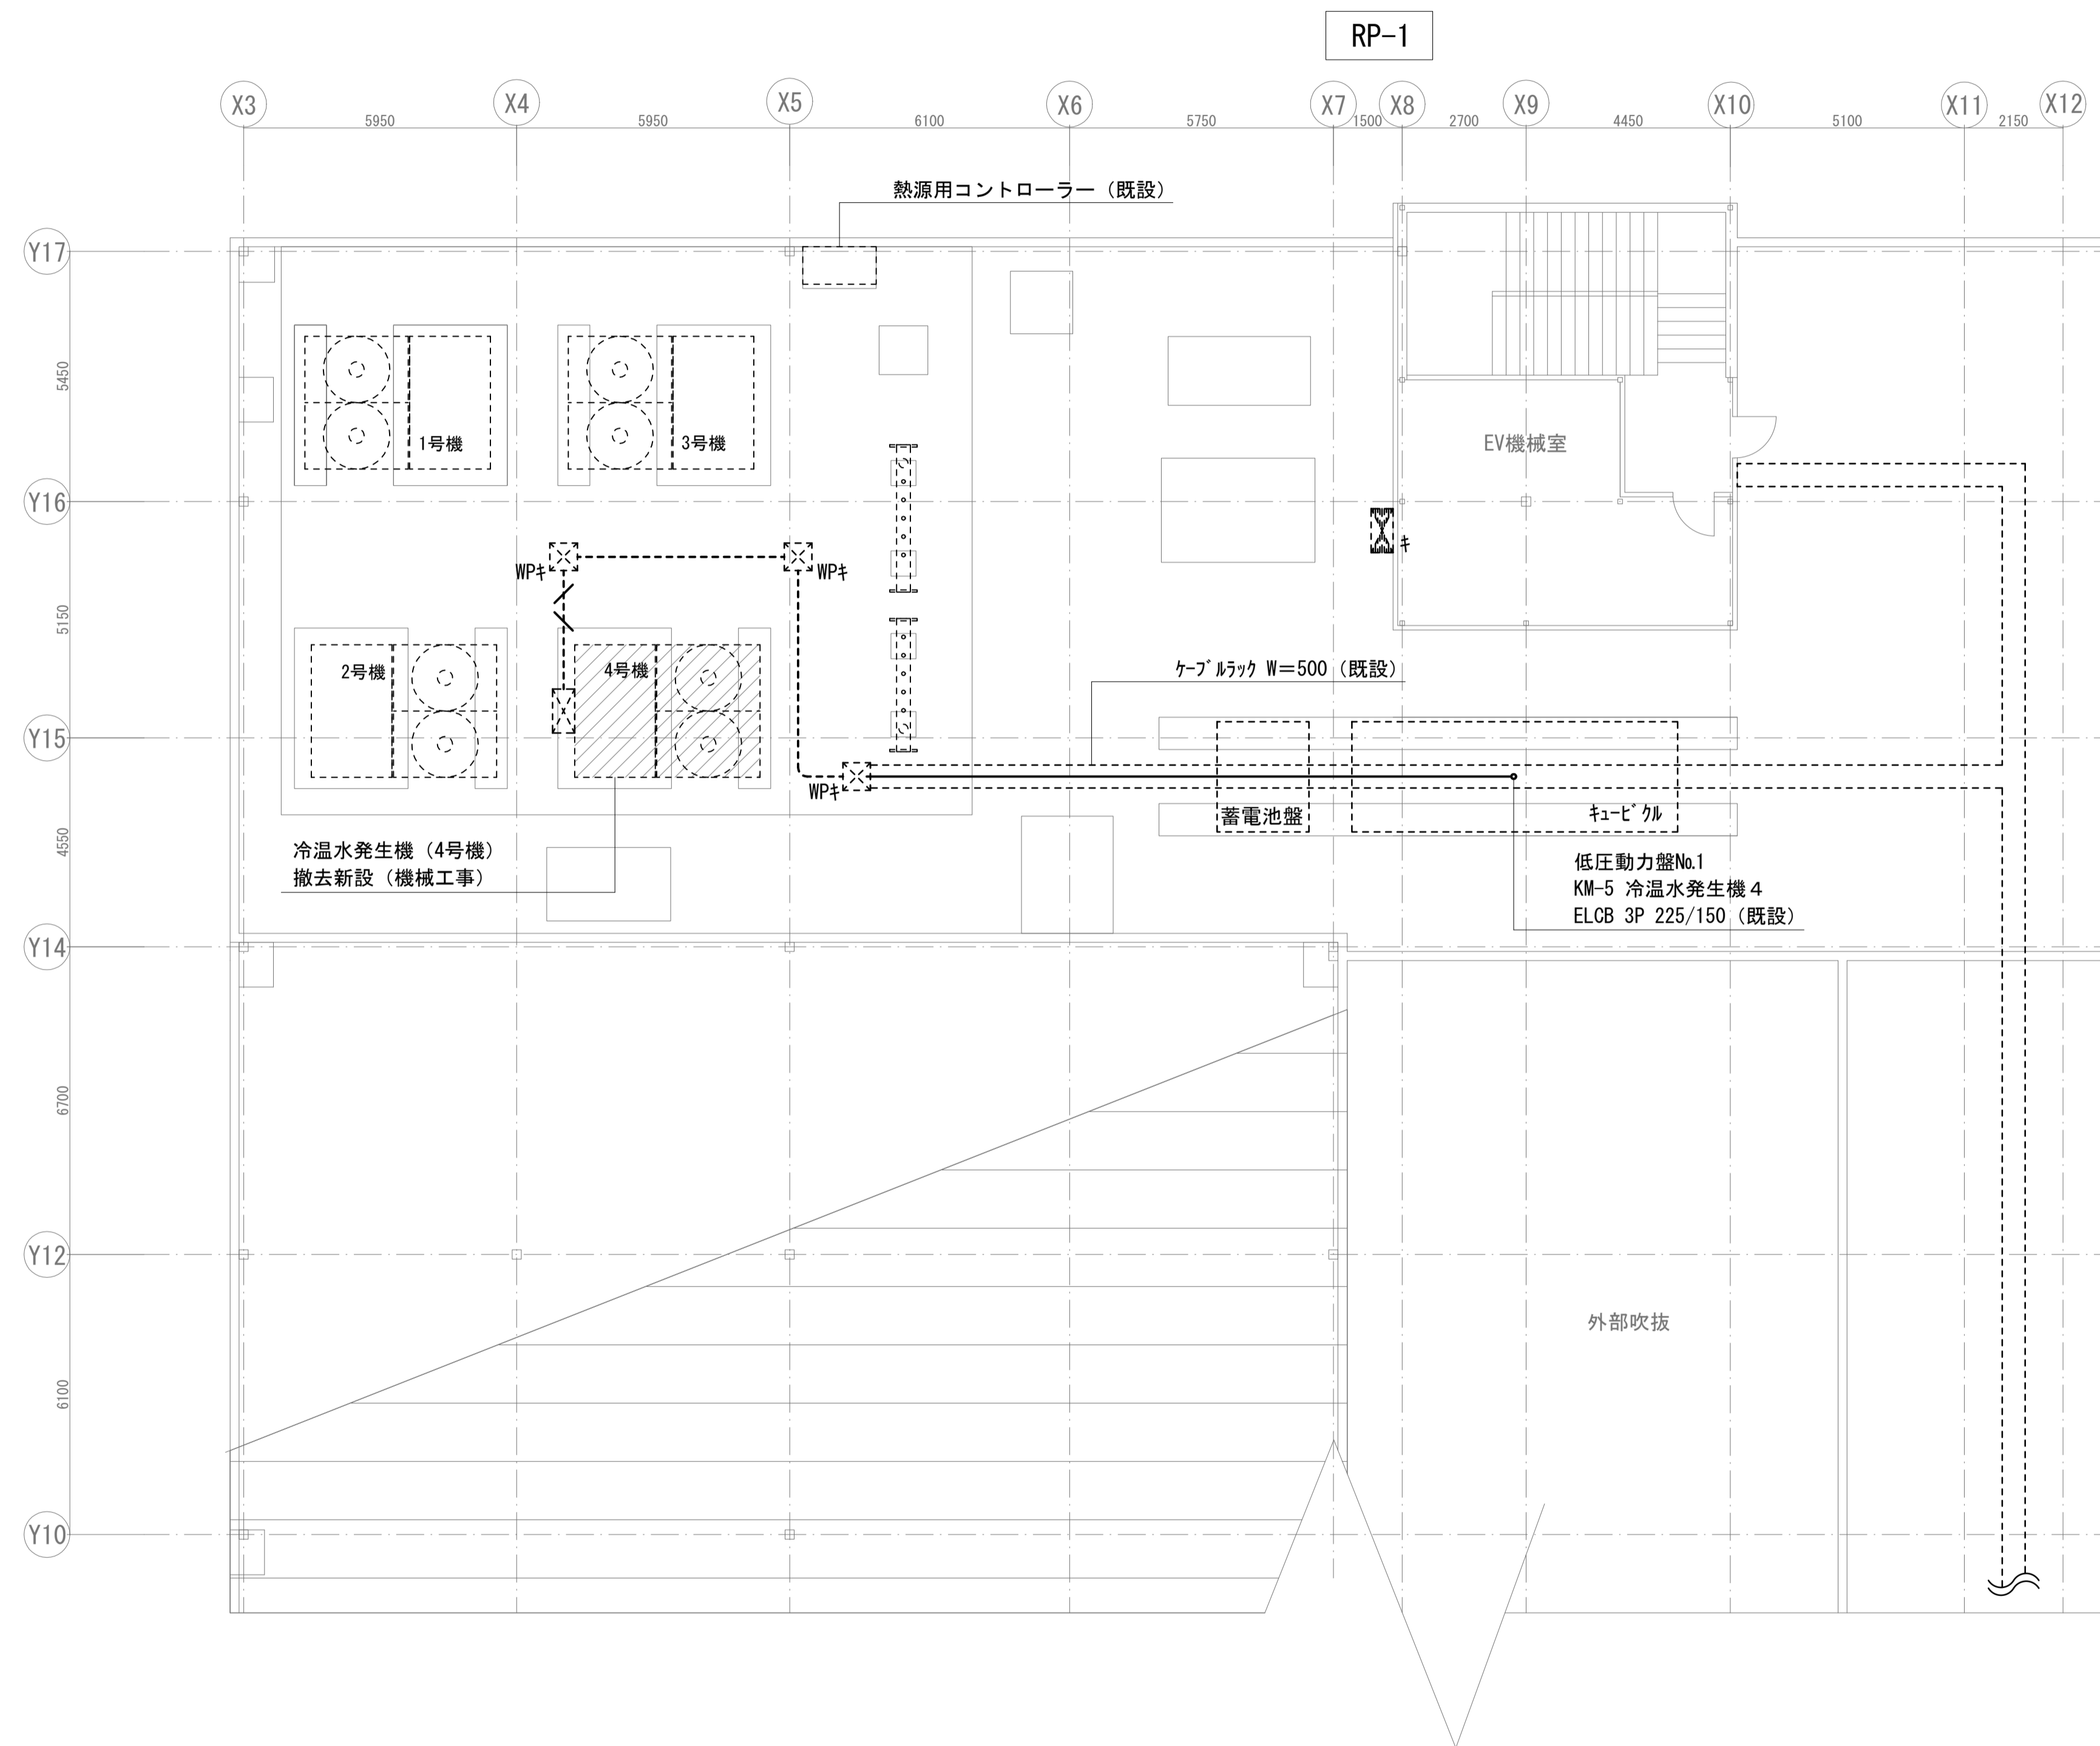 RP-1
X3
X4
X5
X6
X7
X8
X9
X10
X11
X12
5950
5950
6100
5750
1500
2700
4450
5100
2150
熱源用コントローラー（既設）
Y17
5450
1号機
3号機
EV機械室
Y16
WPキ
WPキ
キ
5150
2号機
4号機
ｹｰﾌﾞﾙﾗｯｸ W＝500（既設）
Y15
WPキ
蓄電池盤
ｷｭｰﾋﾞｸﾙ
4550
冷温水発生機（4号機）
撤去新設（機械工事）
低圧動力盤№1
KM-5 冷温水発生機４
ELCB 3P 225/150（既設）
Y14
6700
Y12
外部吹抜
6100
Y10